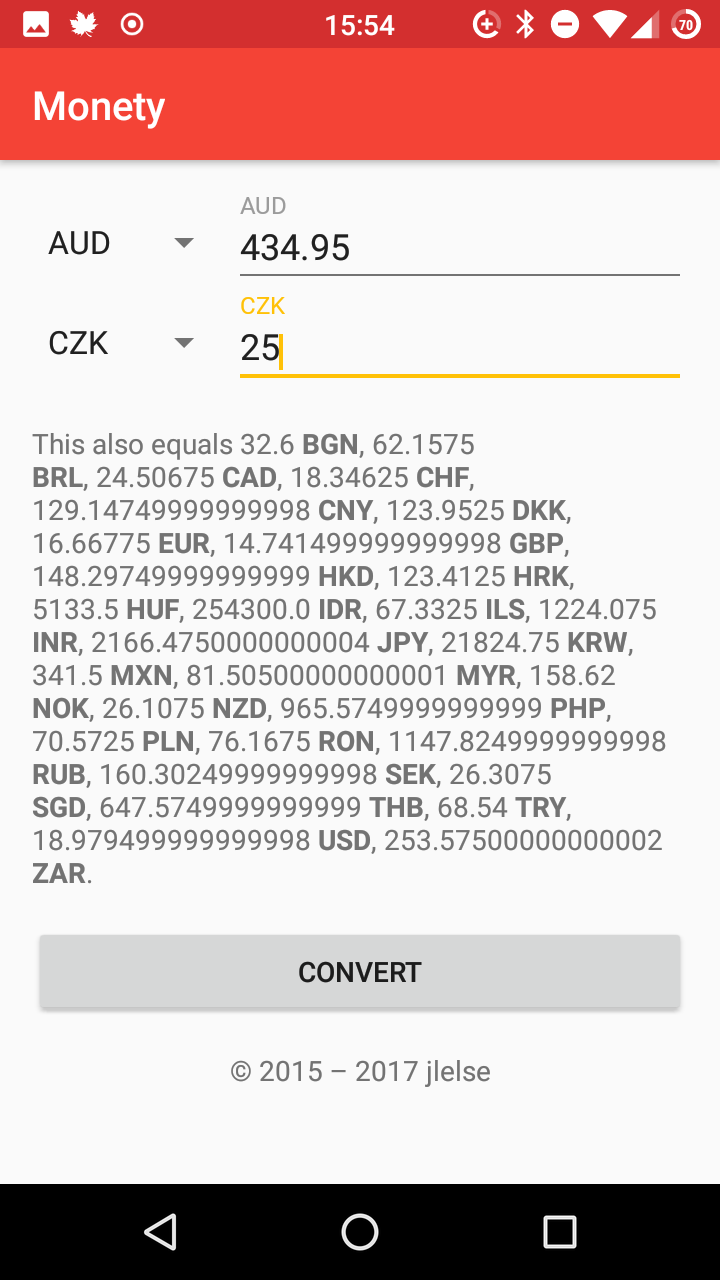 15:54
70
Monety
AUD
AUD
434.95
CZK
CZK
25
This also equals 32.6 BGN, 62.1575
BRL, 24.50675 CAD, 18.34625 CHF,
129.14749999999998 CNY, 123.9525 DKK,
16.66775 EUR, 14.741499999999998 GBP,
148.29749999999999 HKD, 123.4125 HRK,
5133.5 HUF, 254300.0 IDR, 67.3325 ILS, 1224.075
INR, 2166.4750000000004 JPY, 21824.75 KRW,
341.5 MXN, 81.50500000000001 MYR, 158.62
NOK, 26.1075 NZD, 965.5749999999999 PHP,
70.5725 PLN, 76.1675 RON, 1147.8249999999998
RUB, 160.30249999999998 SEK, 26.3075
SGD, 647.5749999999999 THB, 68.54 TRY,
18.979499999999998 USD, 253.57500000000002
ZAR.
CONVERT
© 2015 – 2017 jlelse